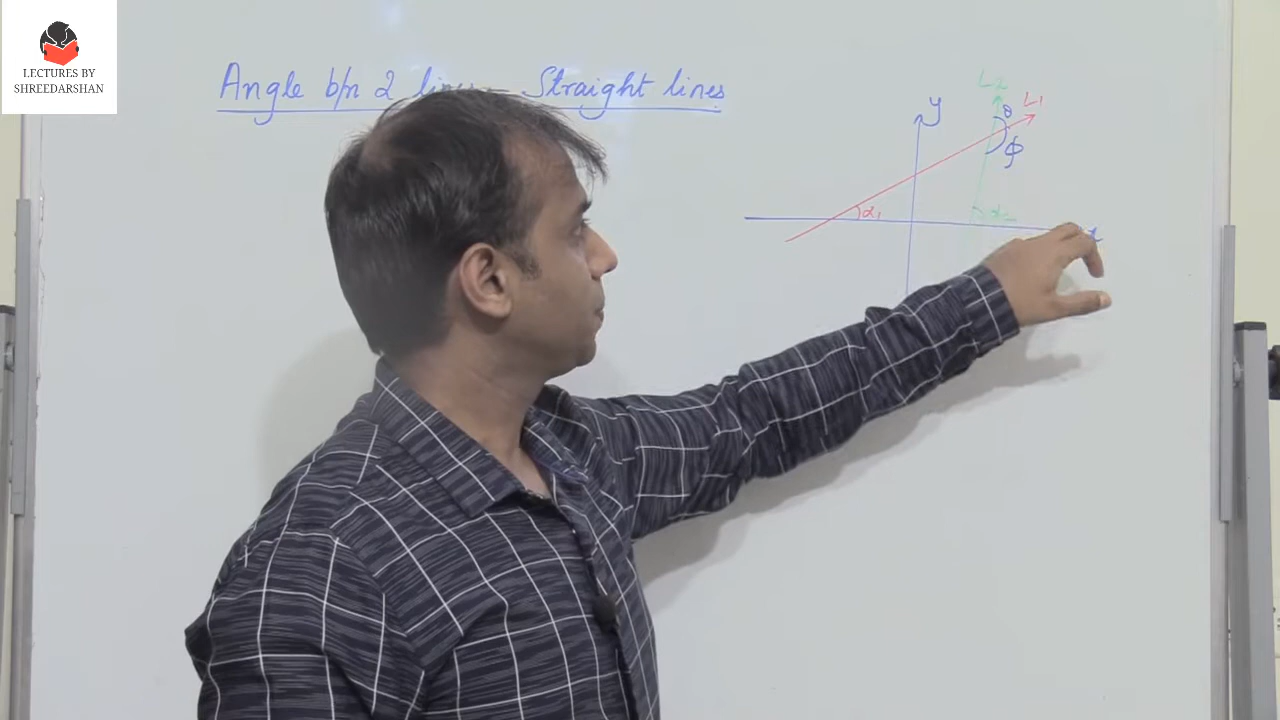 LECTURES BY
SHREEDARSHAN
Angle b/n 2 lines - Straight lines
L2
L1
y
θ
Φ
α1
α2
x